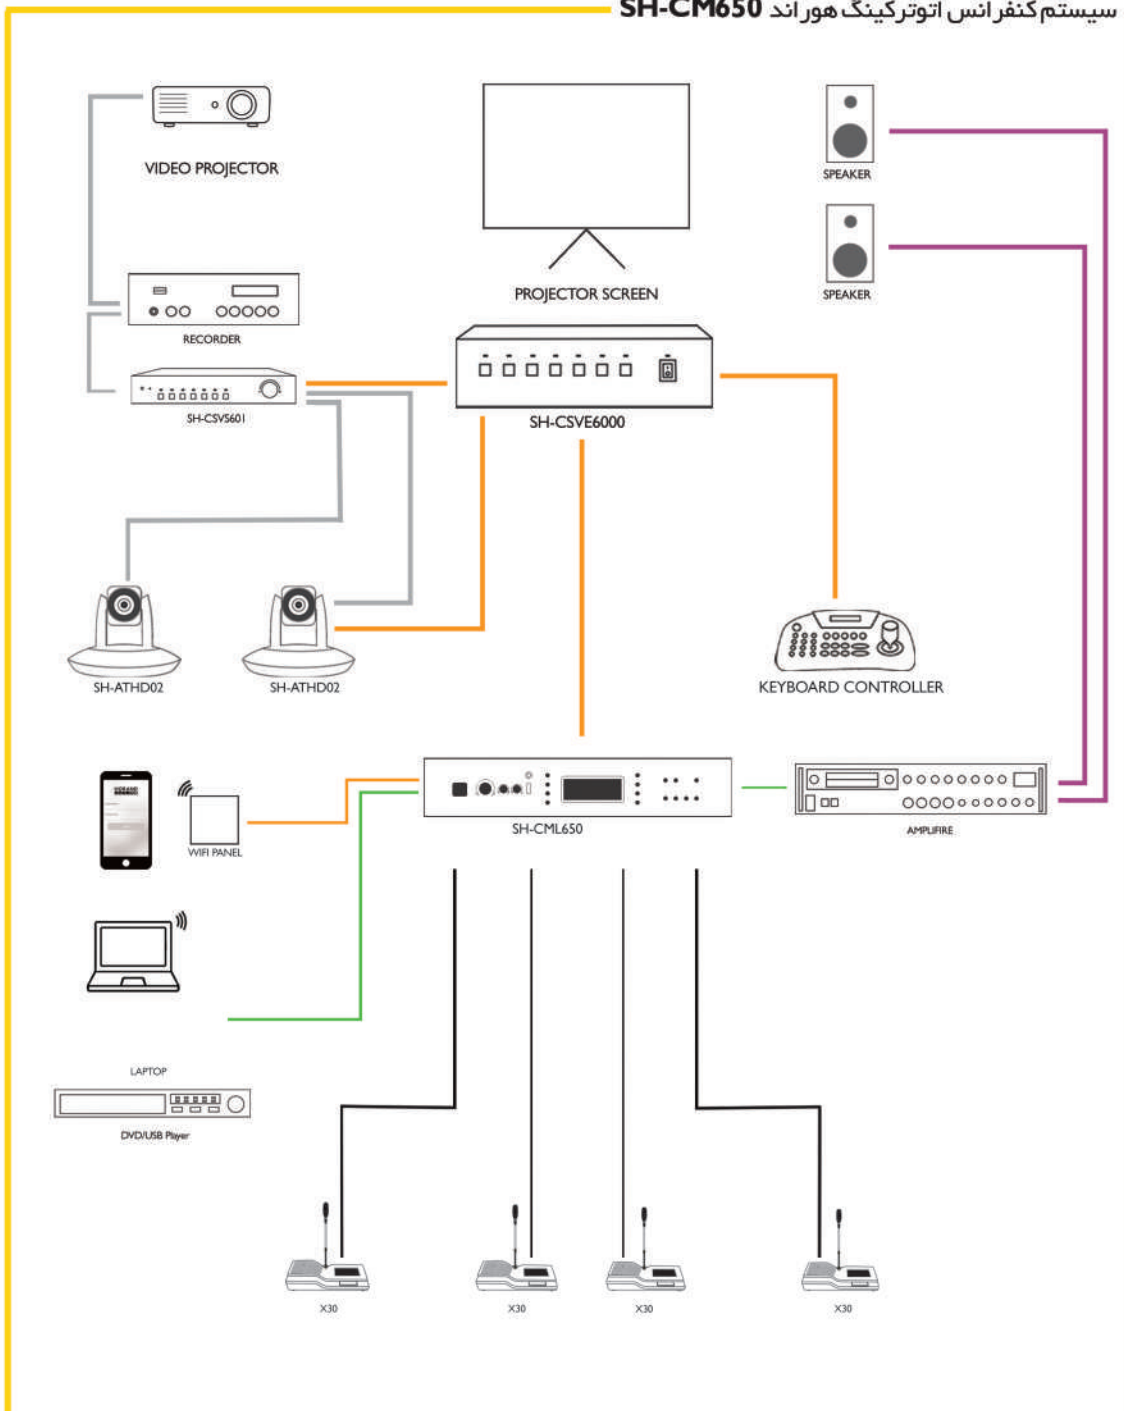 سیستم کنفرانس اتوترکینگ هوراند SH-CM650
VIDEO PROJECTOR
SPEAKER
SPEAKER
PROJECTOR SCREEN
RECORDER
SH-CSVS601
SH-CSVE6000
SH-ATHD02
SH-ATHD02
KEYBOARD CONTROLLER
WIFI PANEL
SH-CML650
AMPLIFIRE
LAPTOP
DVD/USB Player
X30
X30
X30
X30